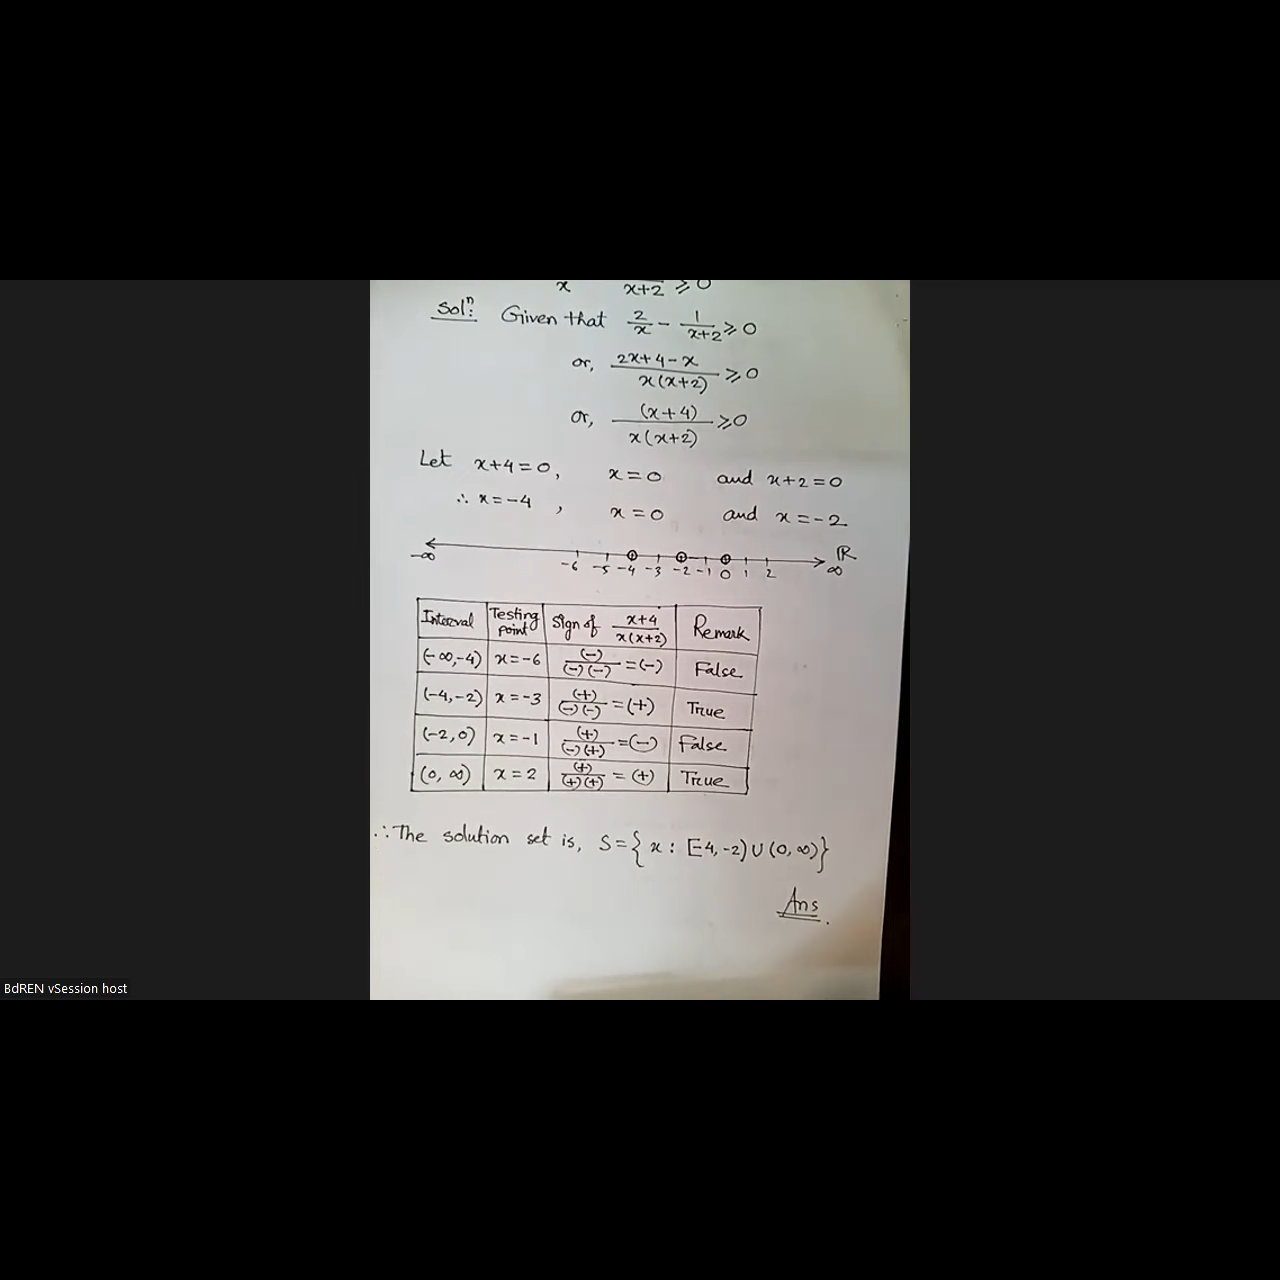 x      x+2 ⩾ 0
Solⁿ: Given that 2/x - 1/(x+2) ⩾ 0
or, (2x+4-x)/(x(x+2)) ⩾ 0
or, (x+4)/(x(x+2)) ⩾ 0
Let x+4=0, x=0 and x+2=0
∴ x=-4, x=0 and x=-2
-∞ -6 -5 -4 -3 -2 -1 0 1 2 ∞ ℝ
Interval Testing point Sign of (x+4)/(x(x+2)) Remark
(-∞,-4) x=-6 (-)/((-)(-)) = (-) False
(-4,-2) x=-3 (+)/((-)(-)) = (+) True
(-2,0) x=-1 (+)/((-)(+)) = (-) False
(0, ∞) x=2 (+)/((+)(+)) = (+) True
∴ The solution set is, S={x: [-4,-2) ∪ (0,∞)}
Ans.
BdREN vSession host